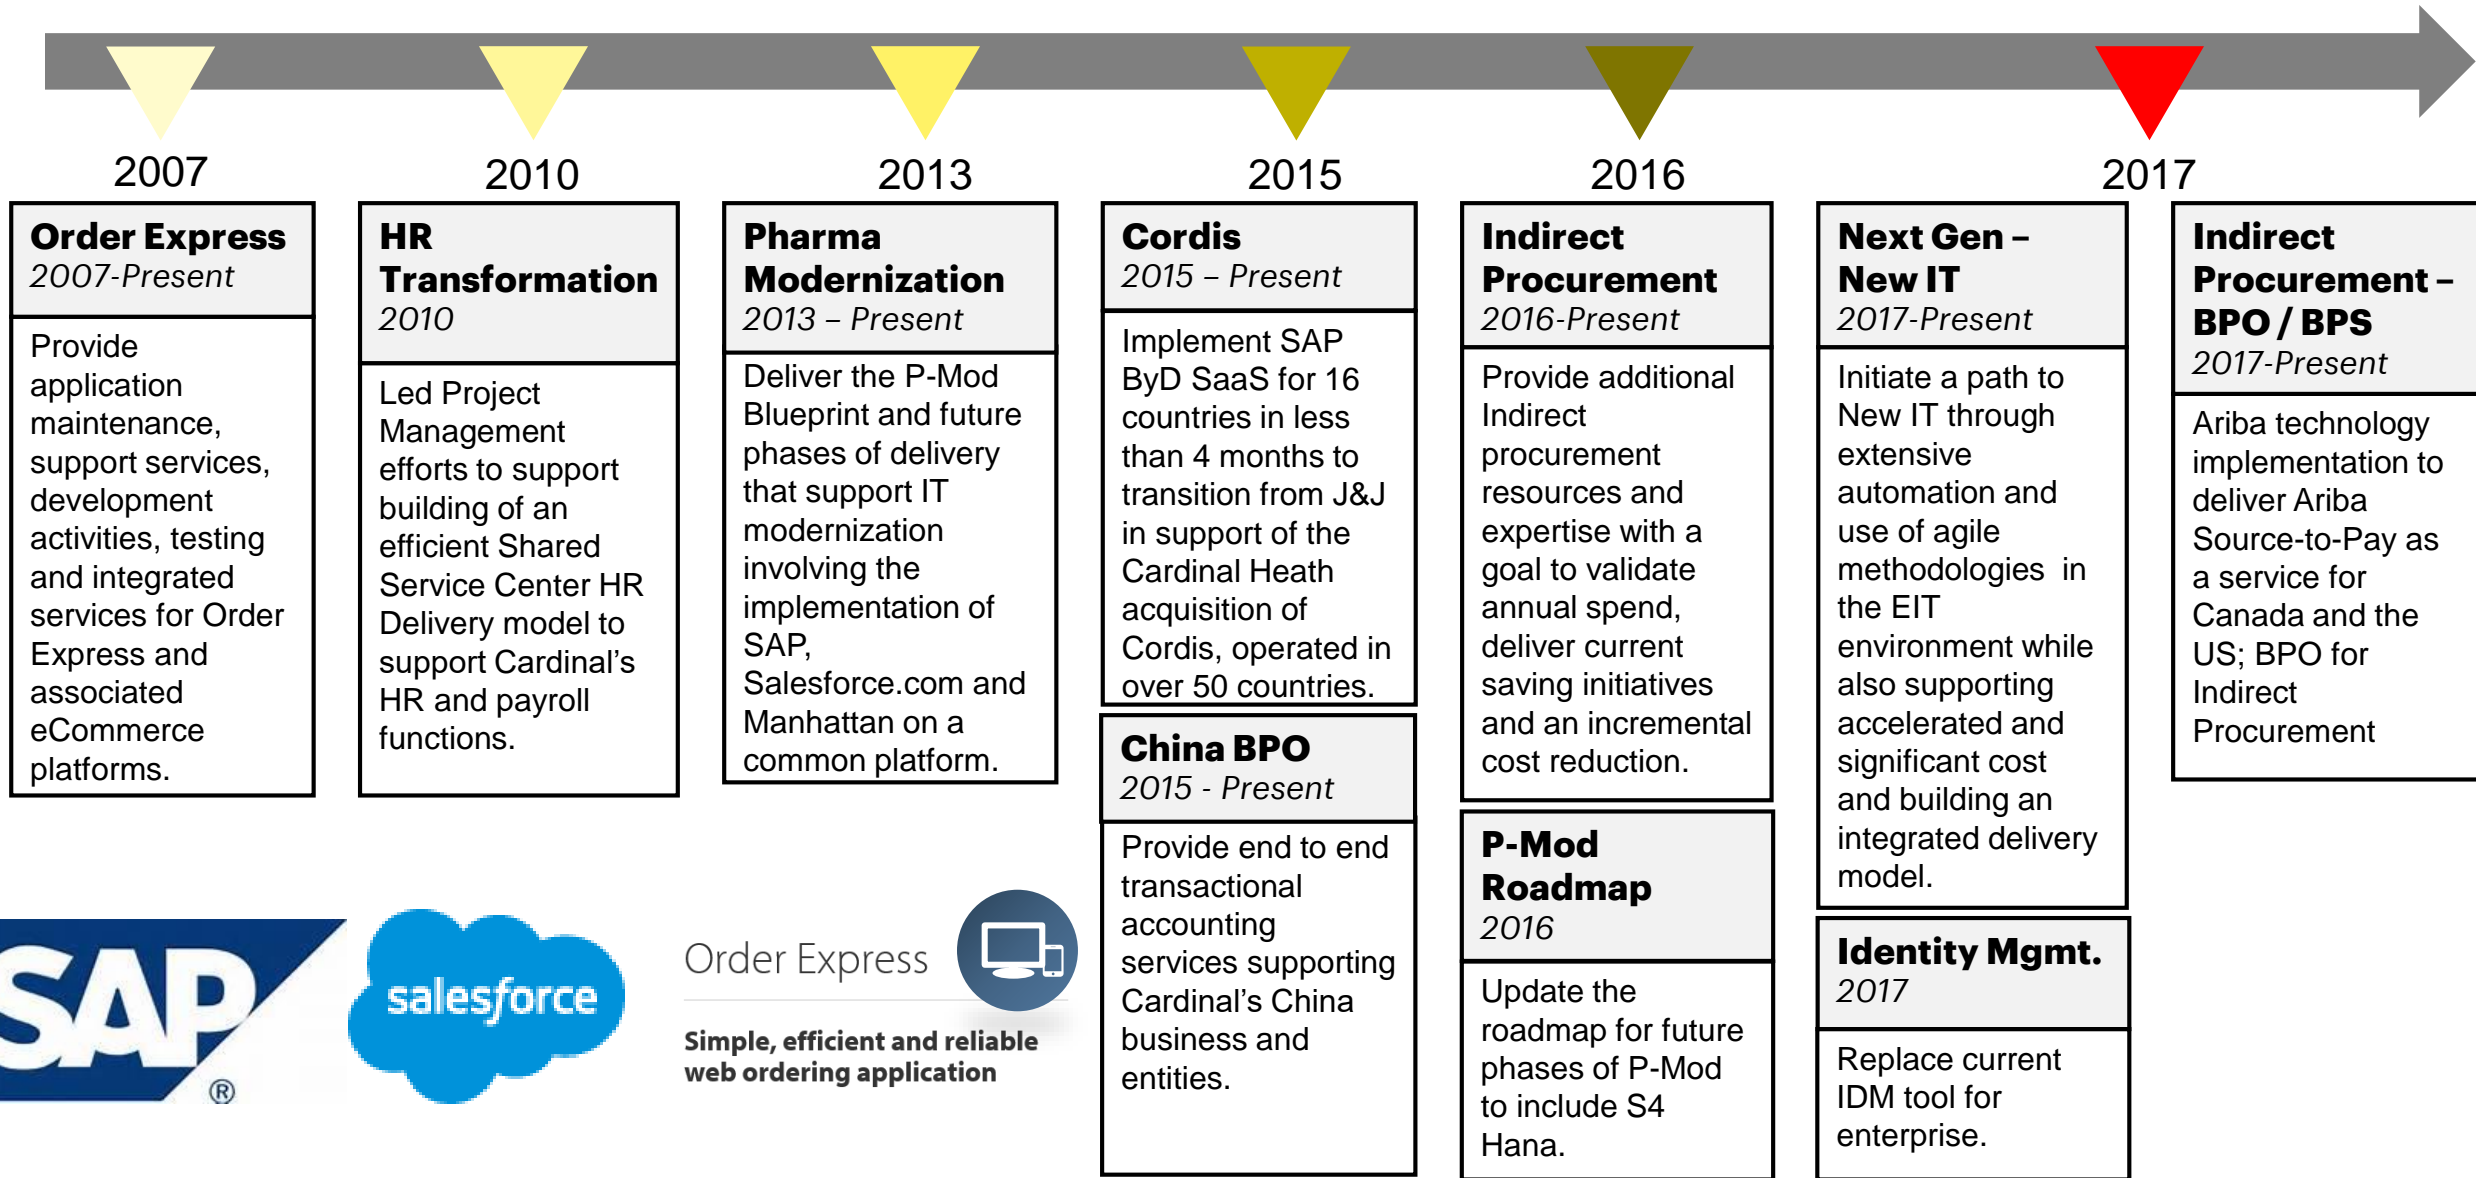 2007
2010
2013
2015
2016
2017
Order Express
2007-Present
Provide
application
maintenance,
support services,
development
activities, testing
and integrated
services for Order
Express and
associated
eCommerce
platforms.
HR
Transformation
2010
Led Project
Management
efforts to support
building of an
efficient Shared
Service Center HR
Delivery model to
support Cardinal's
HR and payroll
functions.
Pharma
Modernization
2013 – Present
Deliver the P-Mod
Blueprint and future
phases of delivery
that support IT
modernization
involving the
implementation of
SAP,
Salesforce.com and
Manhattan on a
common platform.
Cordis
2015 – Present
Implement SAP
ByD SaaS for 16
countries in less
than 4 months to
transition from J&J
in support of the
Cardinal Heath
acquisition of
Cordis, operated in
over 50 countries.
China BPO
2015 - Present
Provide end to end
transactional
accounting
services supporting
Cardinal's China
business and
entities.
Indirect
Procurement
2016-Present
Provide additional
Indirect
procurement
resources and
expertise with a
goal to validate
annual spend,
deliver current
saving initiatives
and an incremental
cost reduction.
P-Mod
Roadmap
2016
Update the
roadmap for future
phases of P-Mod
to include S4
Hana.
Next Gen –
New IT
2017-Present
Initiate a path to
New IT through
extensive
automation and
use of agile
methodologies  in
the EIT
environment while
also supporting
accelerated and
significant cost
and building an
integrated delivery
model.
Identity Mgmt.
2017
Replace current
IDM tool for
enterprise.
Indirect
Procurement –
BPO / BPS
2017-Present
Ariba technology
implementation to
deliver Ariba
Source-to-Pay as
a service for
Canada and the
US; BPO for
Indirect
Procurement
SAP
®
salesforce
Order Express
Simple, efficient and reliable
web ordering application